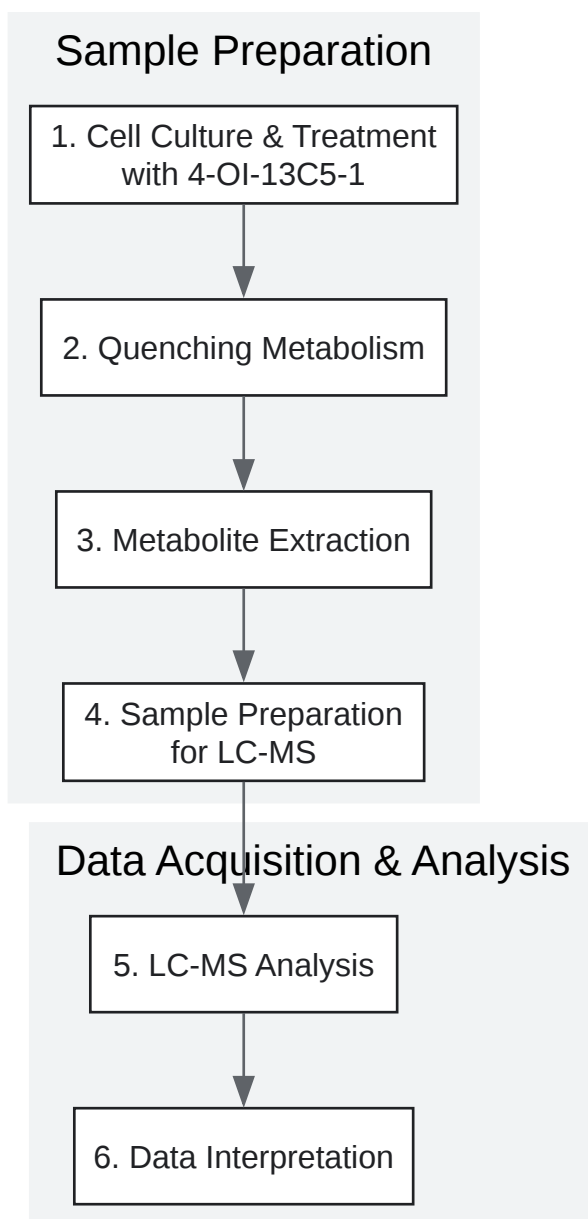 Sample Preparation
1. Cell Culture & Treatment
with 4-OI-13C5-1
2. Quenching Metabolism
3. Metabolite Extraction
4. Sample Preparation
for LC-MS
Data Acquisition & Analysis
5. LC-MS Analysis
6. Data Interpretation